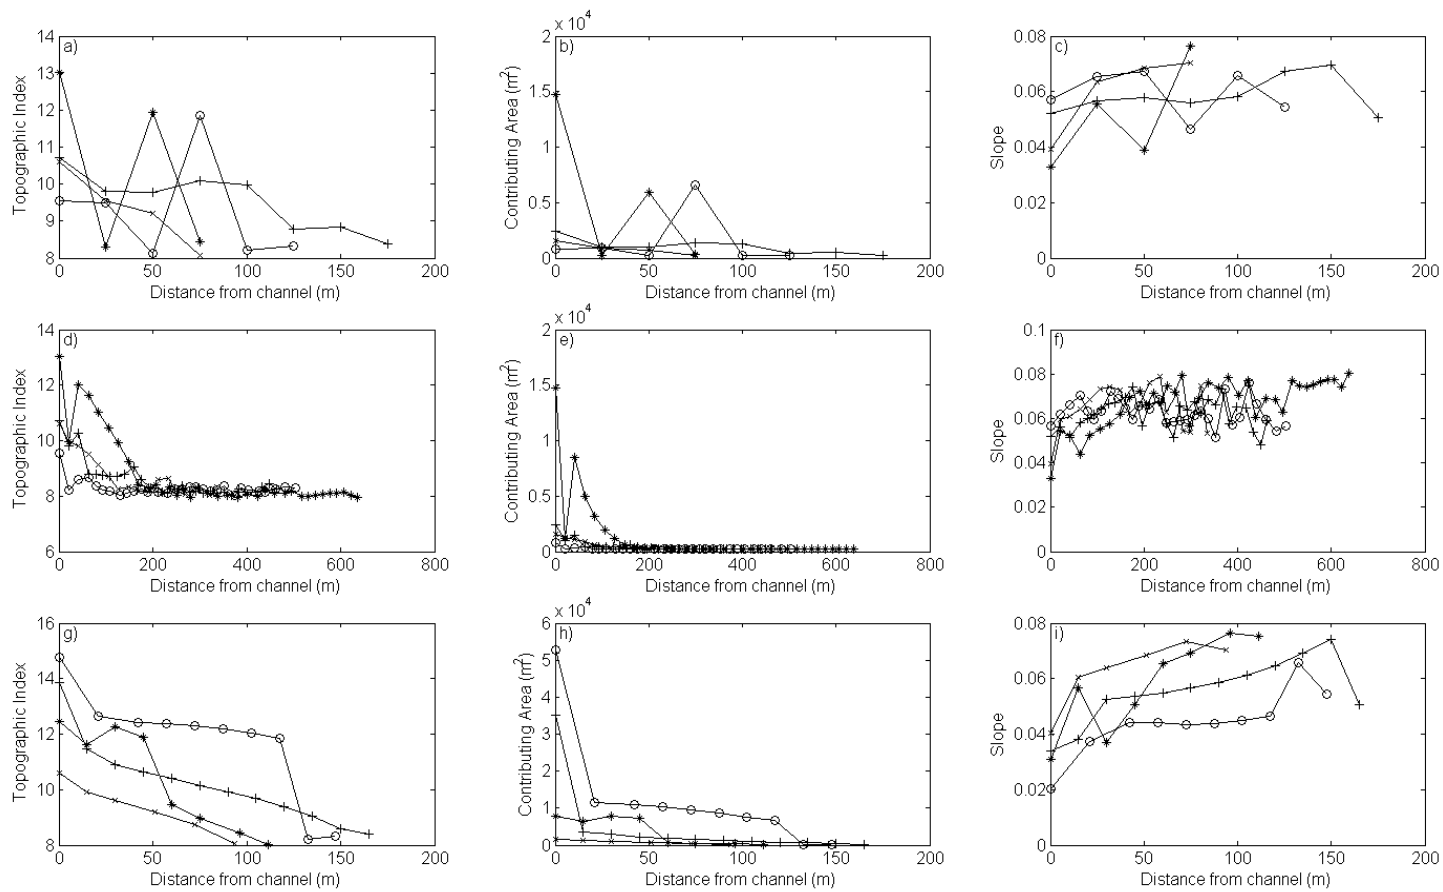 a)
14
13
12
11
10
9
8
0 50 100 150 200
Topographic Index
Distance from channel (m)
b)
x 10^4
2
1.5
1
0.5
0
0 50 100 150 200
Contributing Area (m²)
Distance from channel (m)
c)
0.08
0.06
0.04
0.02
0
0 50 100 150 200
Slope
Distance from channel (m)
d)
14
12
10
8
6
0 200 400 600 800
Topographic Index
Distance from channel (m)
e)
x 10^4
2
1.5
1
0.5
0
0 200 400 600 800
Contributing Area (m²)
Distance from channel (m)
f)
0.1
0.08
0.06
0.04
0.02
0
0 200 400 600 800
Slope
Distance from channel (m)
g)
16
14
12
10
8
0 50 100 150 200
Topographic Index
Distance from channel (m)
h)
x 10^4
6
5
4
3
2
1
0
0 50 100 150 200
Contributing Area (m²)
Distance from channel (m)
i)
0.08
0.06
0.04
0.02
0
0 50 100 150 200
Slope
Distance from channel (m)